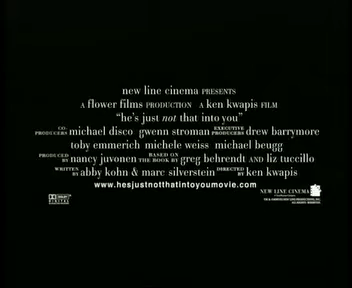 new line cinema PRESENTS
A flower films PRODUCTION A ken kwapis FILM
"he's just not that into you"
CO-PRODUCERS michael disco gwenn stroman EXECUTIVE PRODUCERS drew barrymore
toby emmerich michele weiss michael beugg
PRODUCED BY nancy juvonen BASED ON THE BOOK BY greg behrendt AND liz tuccillo
WRITTEN BY abby kohn & marc silverstein DIRECTED BY ken kwapis
www.hesjustnotthatintoyoumovie.com
DOLBY DIGITAL
NEW LINE CINEMA